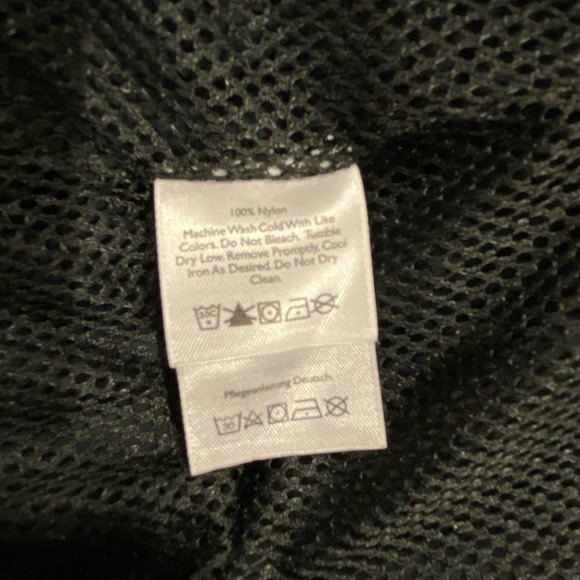 100% Nylon
Machine Wash Cold With Like
Colors. Do Not Bleach, Tumble
Dry Low, Remove Promptly, Cool
Iron As Desired. Do Not Dry
Clean.
Pflegeanleitung Deutsch
30